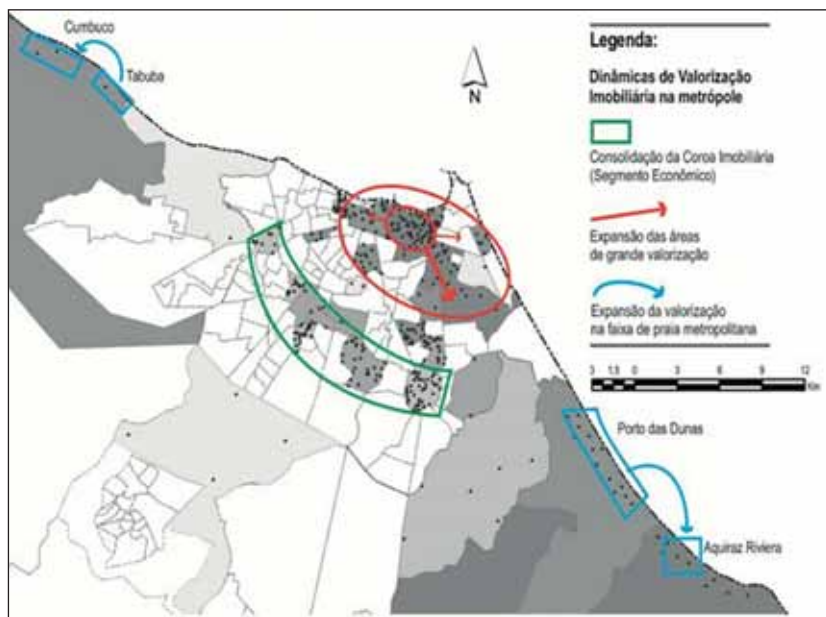 Cumbuco
Tabuba
N
Legenda:
Dinâmicas de Valorização
Imobiliária na metrópole
Consolidação da Coroa Imobiliária
(Segmento Econômico)
Expansão das áreas
de grande valorização
Expansão da valorização
na faixa de praia metropolitana
3 1,5 0 3 6 9 12
Km
Porto das Dunas
Aquiraz Riviera